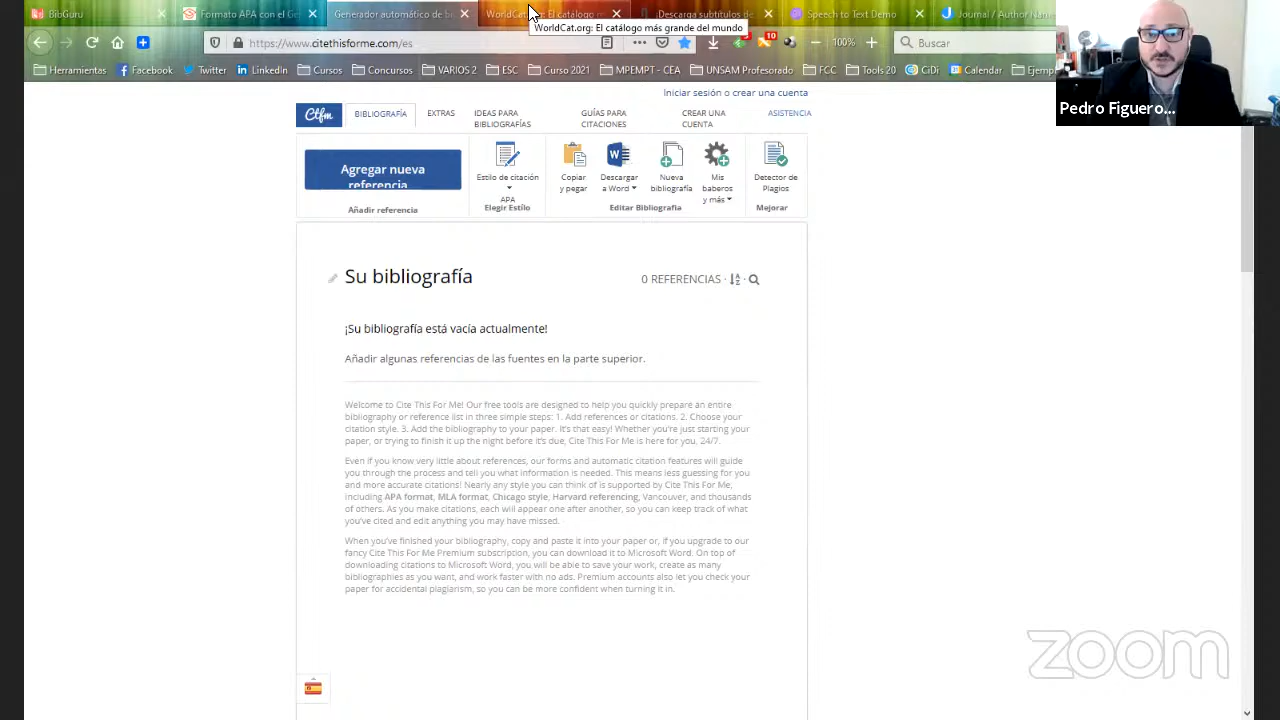 BibGuru
Formato APA con el Ge
Generador automático de bi
WorldCat
El catálogo m
¡Descarga subtítulos de
Speech to Text Demo
Journal / Author Name
WorldCat.org: El catálogo más grande del mundo
https://www.citethisforme.com/es
100%
Buscar
10
Herramientas
Facebook
Twitter
LinkedIn
Cursos
Concursos
VARIOS 2
ESC
Curso 2021
MPEMPT - CEA
UNSAM Profesorado
FCC
Tools 20
CiDi
Calendar
Ejemp
Pedro Figuero...
Iniciar sesión o crear una cuenta
Ctfm
BIBLIOGRAFÍA
EXTRAS
IDEAS PARA
BIBLIOGRAFÍAS
GUÍAS PARA
CITACIONES
CREAR UNA
CUENTA
ASISTENCIA
Agregar nueva
referencia
Añadir referencia
Estilo de citación
APA
Elegir Estilo
Copiar
y pegar
Descargar
a Word
Nueva
bibliografía
Mis
baberos
y más
Editar Bibliografia
Detector de
Plagios
Mejorar
Su bibliografía
0 REFERENCIAS
¡Su bibliografía está vacía actualmente!
Añadir algunas referencias de las fuentes en la parte superior.
Welcome to Cite This For Me! Our free tools are designed to help you quickly prepare an entire
bibliography or reference list in three simple steps: 1. Add references or citations. 2. Choose your
citation style. 3. Add the bibliography to your paper. It's that easy! Whether you're just starting your
paper, or trying to finish it up the night before it's due, Cite This For Me is here for you, 24/7.
Even if you know very little about references, our forms and automatic citation features will guide
you through the process and tell you what information is needed. This means less guessing for you
and more accurate citations! Nearly any style you can think of is supported by Cite This For Me,
including APA format, MLA format, Chicago style, Harvard referencing, Vancouver, and thousands
of others. As you make citations, each will appear one after another, so you can keep track of what
you've cited and edit anything you may have missed.
When you've finished your bibliography, copy and paste it into your paper or, if you upgrade to our
fancy Cite This For Me Premium subscription, you can download it to Microsoft Word. On top of
downloading citations to Microsoft Word, you will be able to save your work, create as many
bibliographies as you want, and work faster with no ads. Premium accounts also let you check your
paper for accidental plagiarism, so you can be more confident when turning it in.
zoom